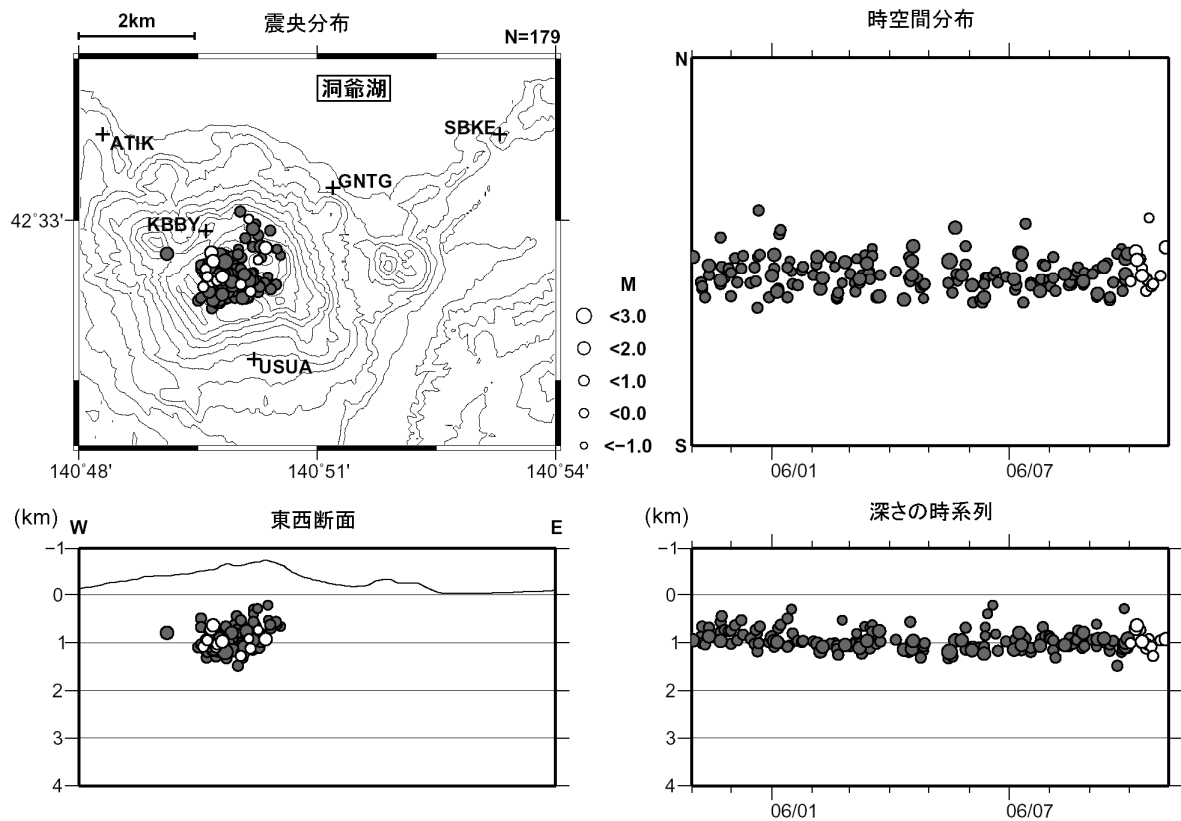 2km
震央分布
N=179
洞爺湖
ATIK
SBKE
GNTG
KBBY
USUA
42°33'
140°48'
140°51'
140°54'
M
<3.0
<2.0
<1.0
<0.0
<−1.0
時空間分布
N
S
06/01
06/07
(km)
W
東西断面
E
−1
0
1
2
3
4
(km)
深さの時系列
−1
0
1
2
3
4
06/01
06/07